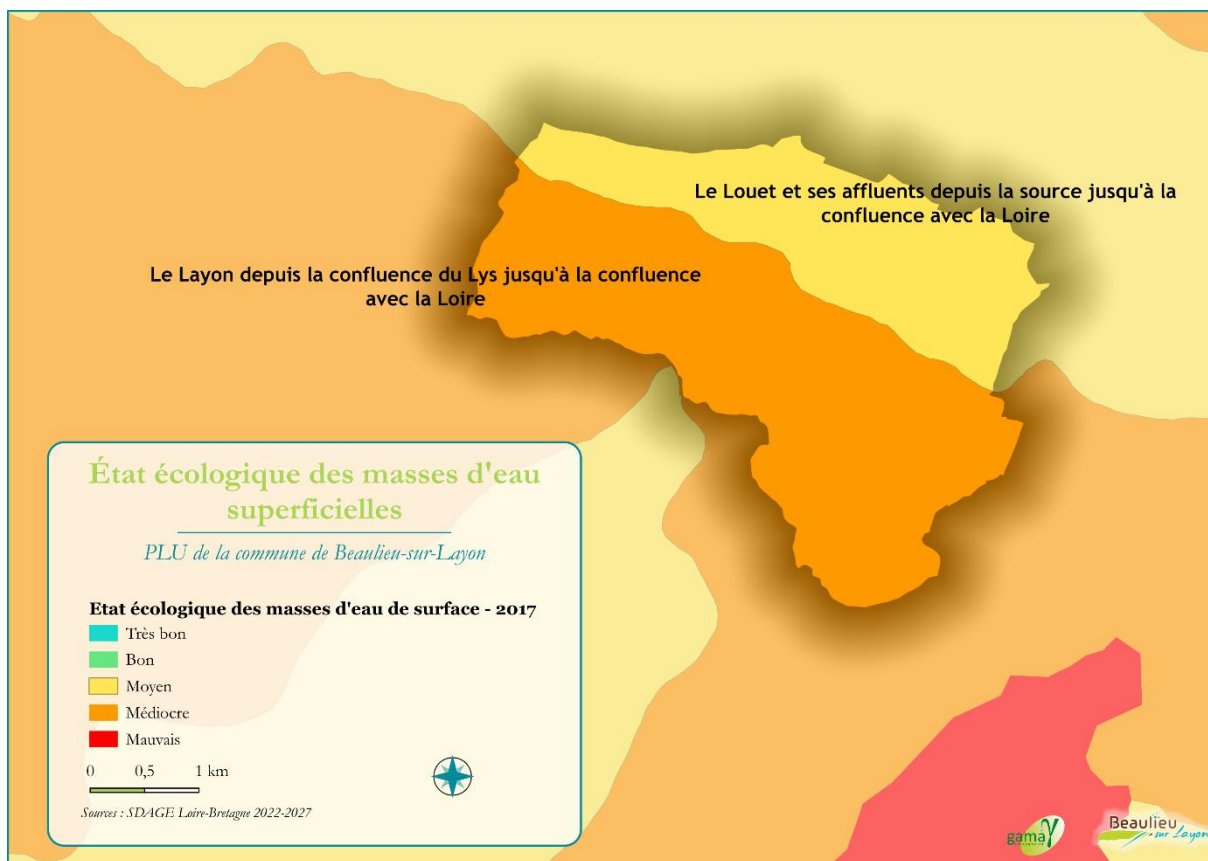 Le Louet et ses affluents depuis la source jusqu'à la
confluence avec la Loire
Le Layon depuis la confluence du Lys jusqu'à la confluence
avec la Loire
État écologique des masses d'eau
superficielles
PLU de la commune de Beaulieu-sur-Layon
Etat écologique des masses d'eau de surface - 2017
Très bon
Bon
Moyen
Médiocre
Mauvais
0 0,5 1 km
Sources : SDAGE Loire-Bretagne 2022-2027
gama
Beaulieu
sur Layon